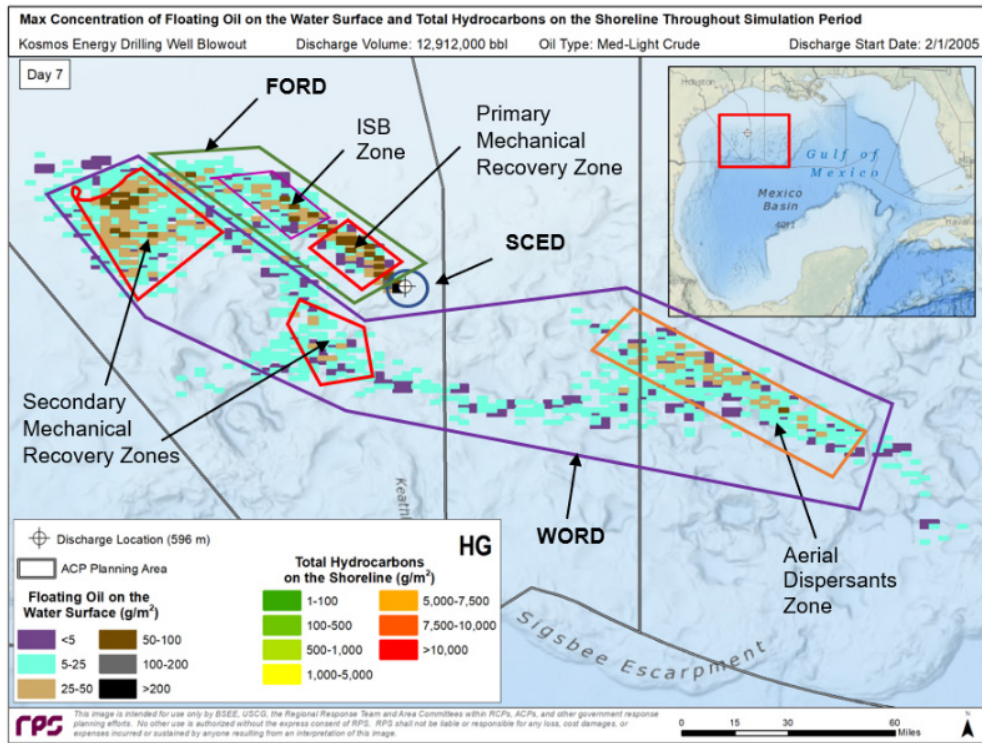 Max Concentration of Floating Oil on the Water Surface and Total Hydrocarbons on the Shoreline Throughout Simulation Period
Kosmos Energy Drilling Well Blowout Discharge Volume: 12,912,000 bbl Oil Type: Med-Light Crude Discharge Start Date: 2/1/2005
Day 7
FORD
ISB
Zone
Primary
Mechanical
Recovery Zone
SCED
Houston
Gulf of
Mexico
Mexico
Basin
Havana
Secondary
Mechanical
Recovery Zones
WORD
Aerial
Dispersants
Zone
Sigsbee Escarpment
HG
Discharge Location (596 m)
ACP Planning Area
Floating Oil on the
Water Surface (g/m²)
<5
5-25
25-50
50-100
100-200
>200
Total Hydrocarbons
on the Shoreline (g/m²)
1-100
100-500
500-1,000
1,000-5,000
5,000-7,500
7,500-10,000
>10,000
rps
This image is intended for use only by BSEE, USCG, the Regional Response Team and Area Committees within RCPs, ACPs, and other government response
planning efforts. No other use is authorized without the express consent of RPS. RPS shall not be liable or responsible for any loss, cost damages, or
expenses incurred or sustained by anyone resulting from an interpretation of this image.
0 15 30 60
Miles
N